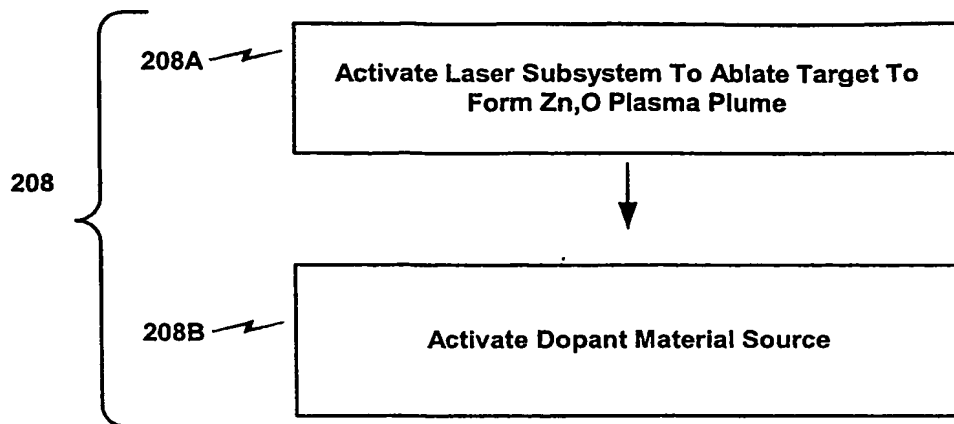 208A
Activate Laser Subsystem To Ablate Target To
Form Zn,O Plasma Plume
208
208B
Activate Dopant Material Source